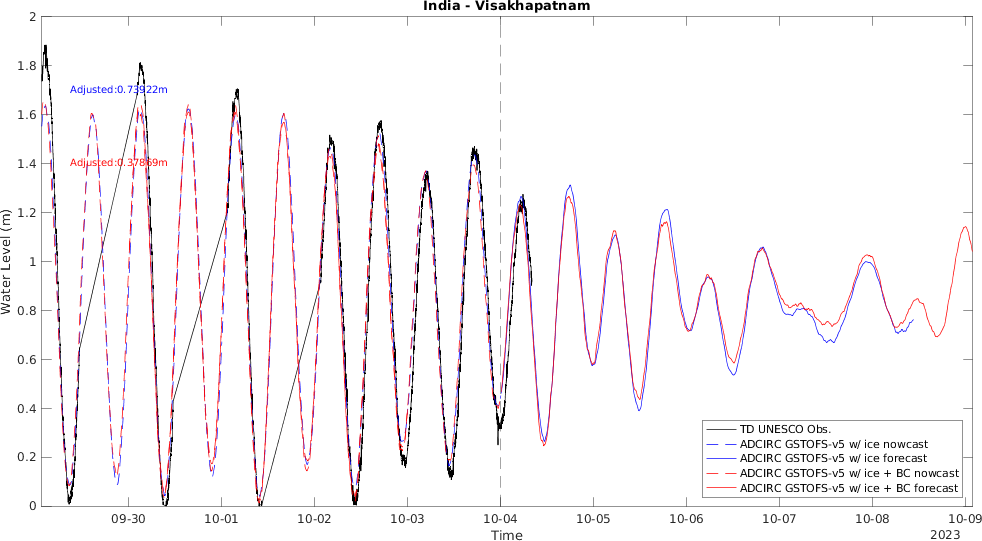 India - Visakhapatnam
2
1.8
1.6
1.4
1.2
1
0.8
0.6
0.4
0.2
0
Water Level (m)
Adjusted:0.73922m
Adjusted:0.37869m
TD UNESCO Obs.
ADCIRC GSTOFS-v5 w/ ice nowcast
ADCIRC GSTOFS-v5 w/ ice forecast
ADCIRC GSTOFS-v5 w/ ice + BC nowcast
ADCIRC GSTOFS-v5 w/ ice + BC forecast
09-30 10-01 10-02 10-03 10-04 10-05 10-06 10-07 10-08 10-09
Time
2023